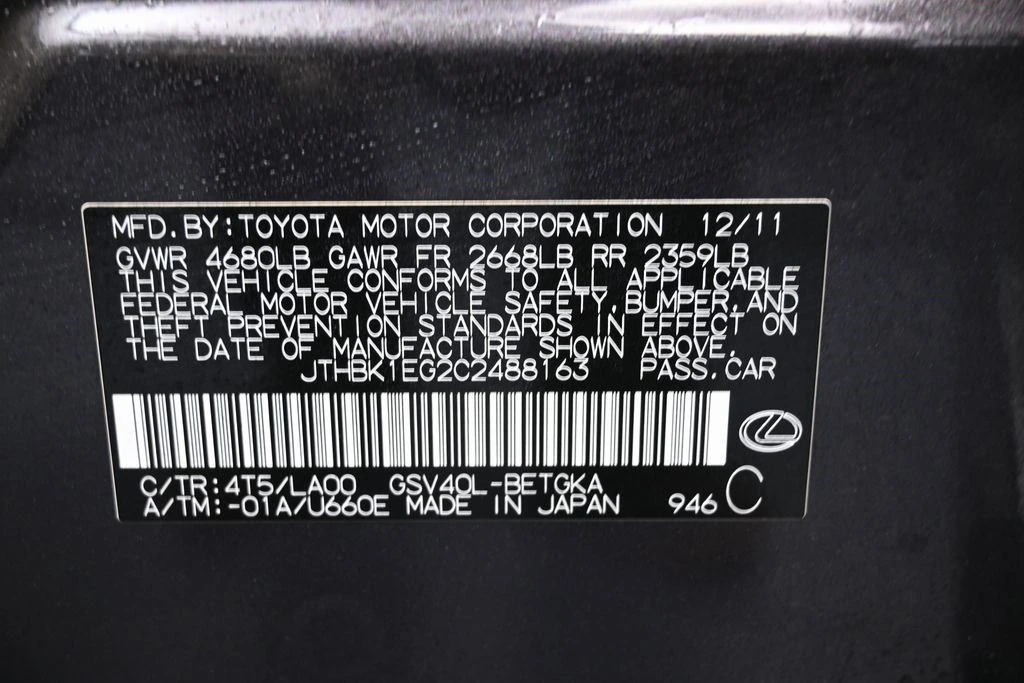 MFD.BY:TOYOTA MOTOR CORPORATION 12/11
GVWR 4680LB GAWR FR 2668LB RR 2359LB
THIS VEHICLE CONFORMS TO ALL APPLICABLE
FEDERAL MOTOR VEHICLE SAFETY,BUMPER,AND
THEFT PREVENTION STANDARDS IN EFFECT ON
THE DATE OF MANUFACTURE SHOWN ABOVE.
JTHBK1EG2C2488163 PASS.CAR
C/TR:4T5/LA00 GSV40L-BETGKA
A/TM:-01A/U660E MADE IN JAPAN 946 C